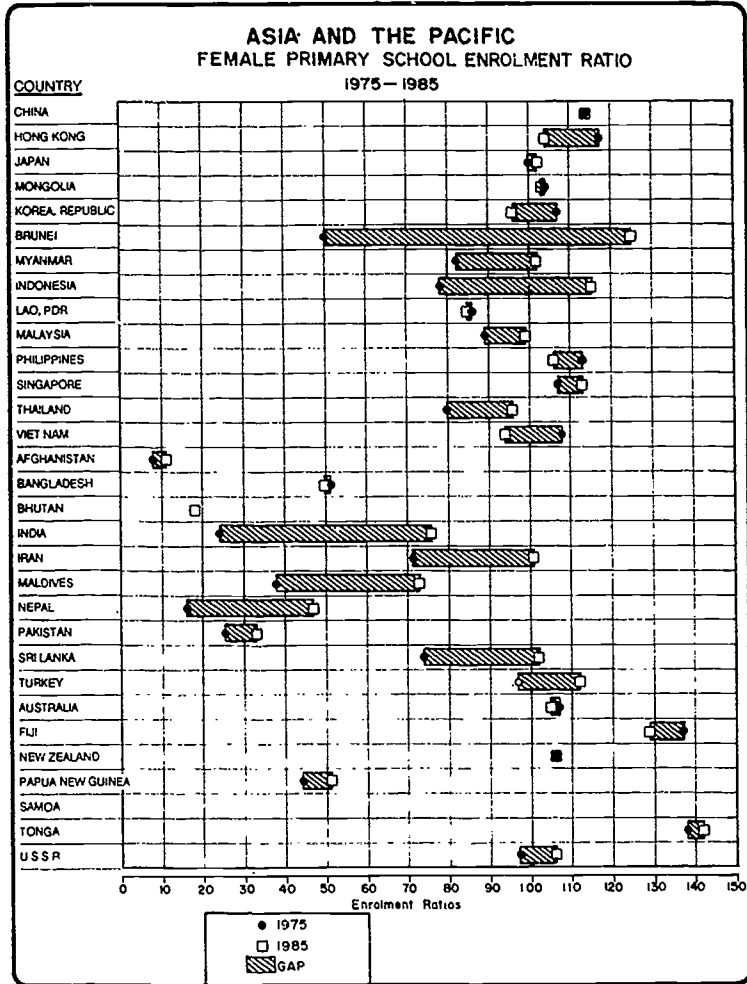 ASIA AND THE PACIFIC
FEMALE PRIMARY SCHOOL ENROLMENT RATIO
1975-1985
COUNTRY
CHINA
HONG KONG
JAPAN
MONGOLIA
KOREA, REPUBLIC
BRUNEI
MYANMAR
INDONESIA
LAO, PDR
MALAYSIA
PHILIPPINES
SINGAPORE
THAILAND
VIET NAM
AFGHANISTAN
BANGLADESH
BHUTAN
INDIA
IRAN
MALDIVES
NEPAL
PAKISTAN
SRI LANKA
TURKEY
AUSTRALIA
FIJI
NEW ZEALAND
PAPUA NEW GUINEA
SAMOA
TONGA
U S S R
0 10 20 30 40 50 60 70 80 90 100 110 120 130 140 150
Enrolment Ratios
1975
1985
GAP